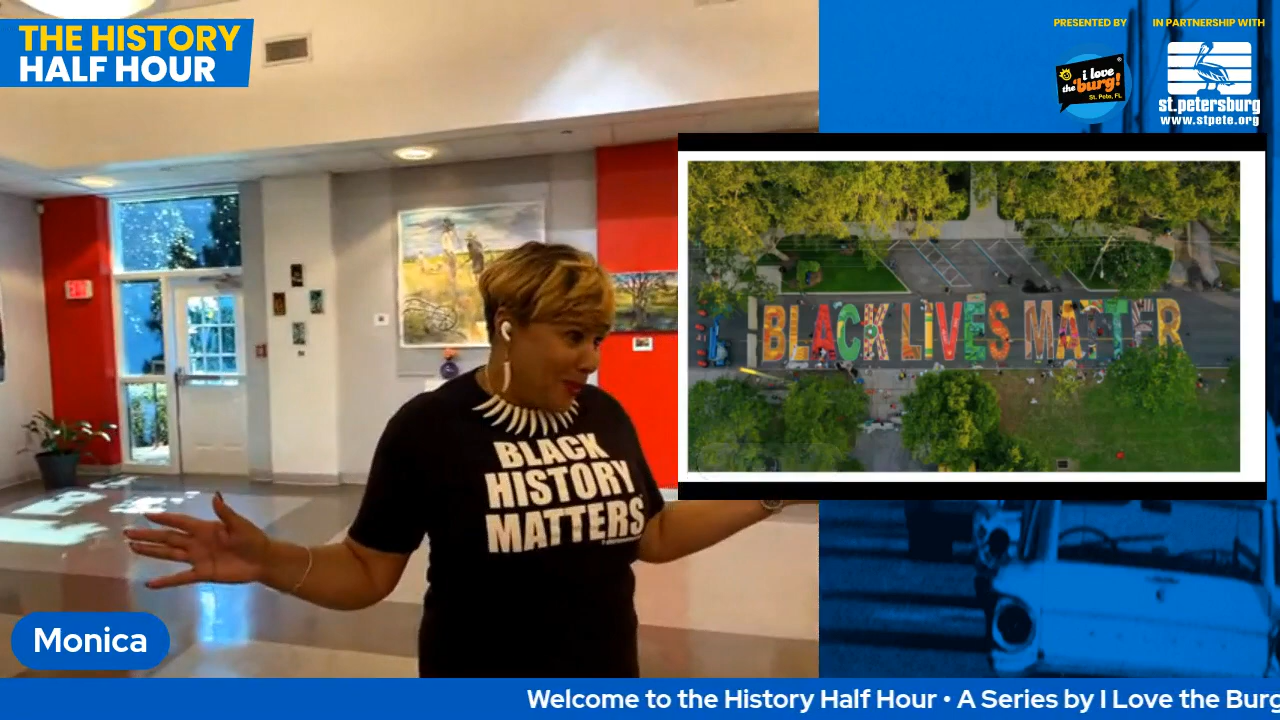 THE HISTORY
HALF HOUR
PRESENTED BY
IN PARTNERSHIP WITH
i love
the burg!
St. Pete, FL
st.petersburg
www.stpete.org
BLACK LIVES MATTER
BLACK
HISTORY
MATTERS
Monica
Welcome to the History Half Hour • A Series by I Love the Burg